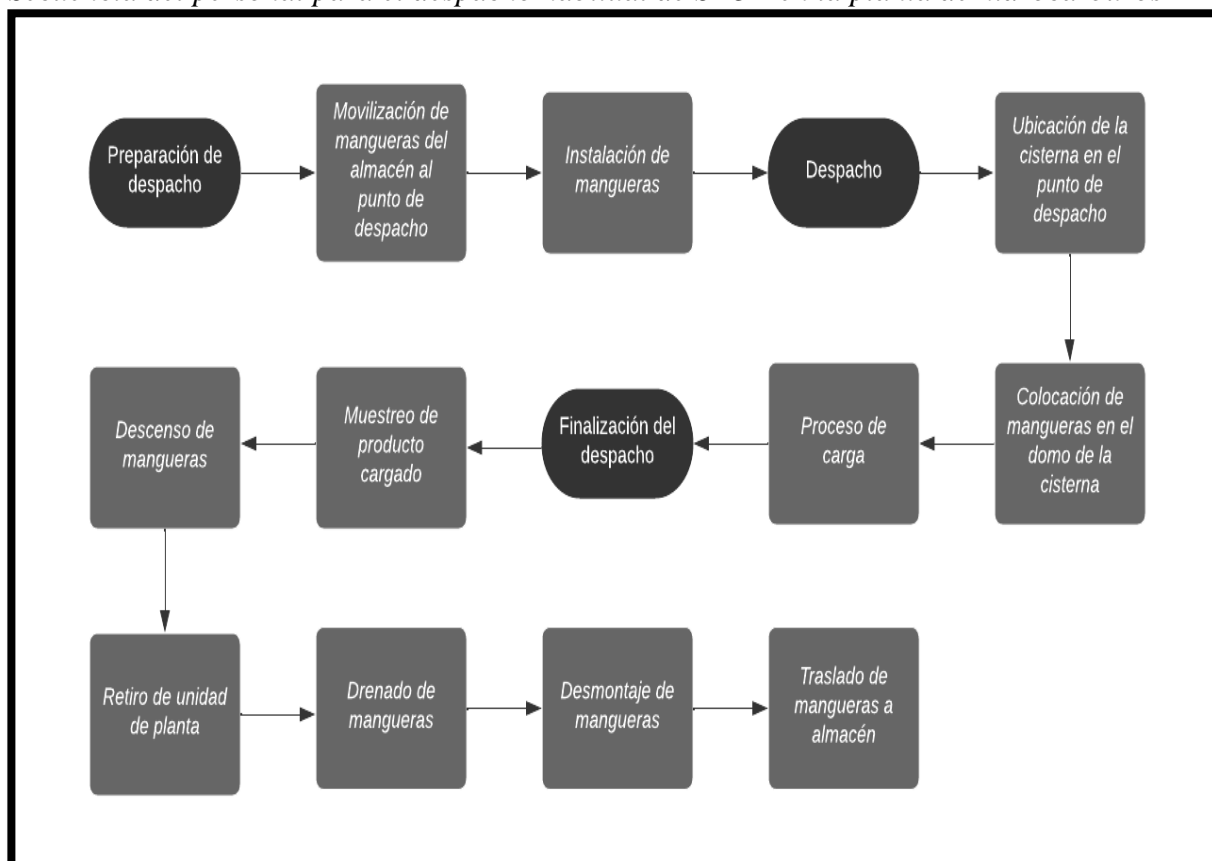 Preparación de
despacho
Movilización de
mangueras del
almacén al
punto de
despacho
Instalación de
mangueras
Despacho
Ubicación de la
cisterna en el
punto de
despacho
Colocación de
mangueras en el
domo de la
cisterna
Proceso de
carga
Finalización del
despacho
Muestreo de
producto
cargado
Descenso de
mangueras
Retiro de unidad
de planta
Drenado de
mangueras
Desmontaje de
mangueras
Traslado de
mangueras a
almacén